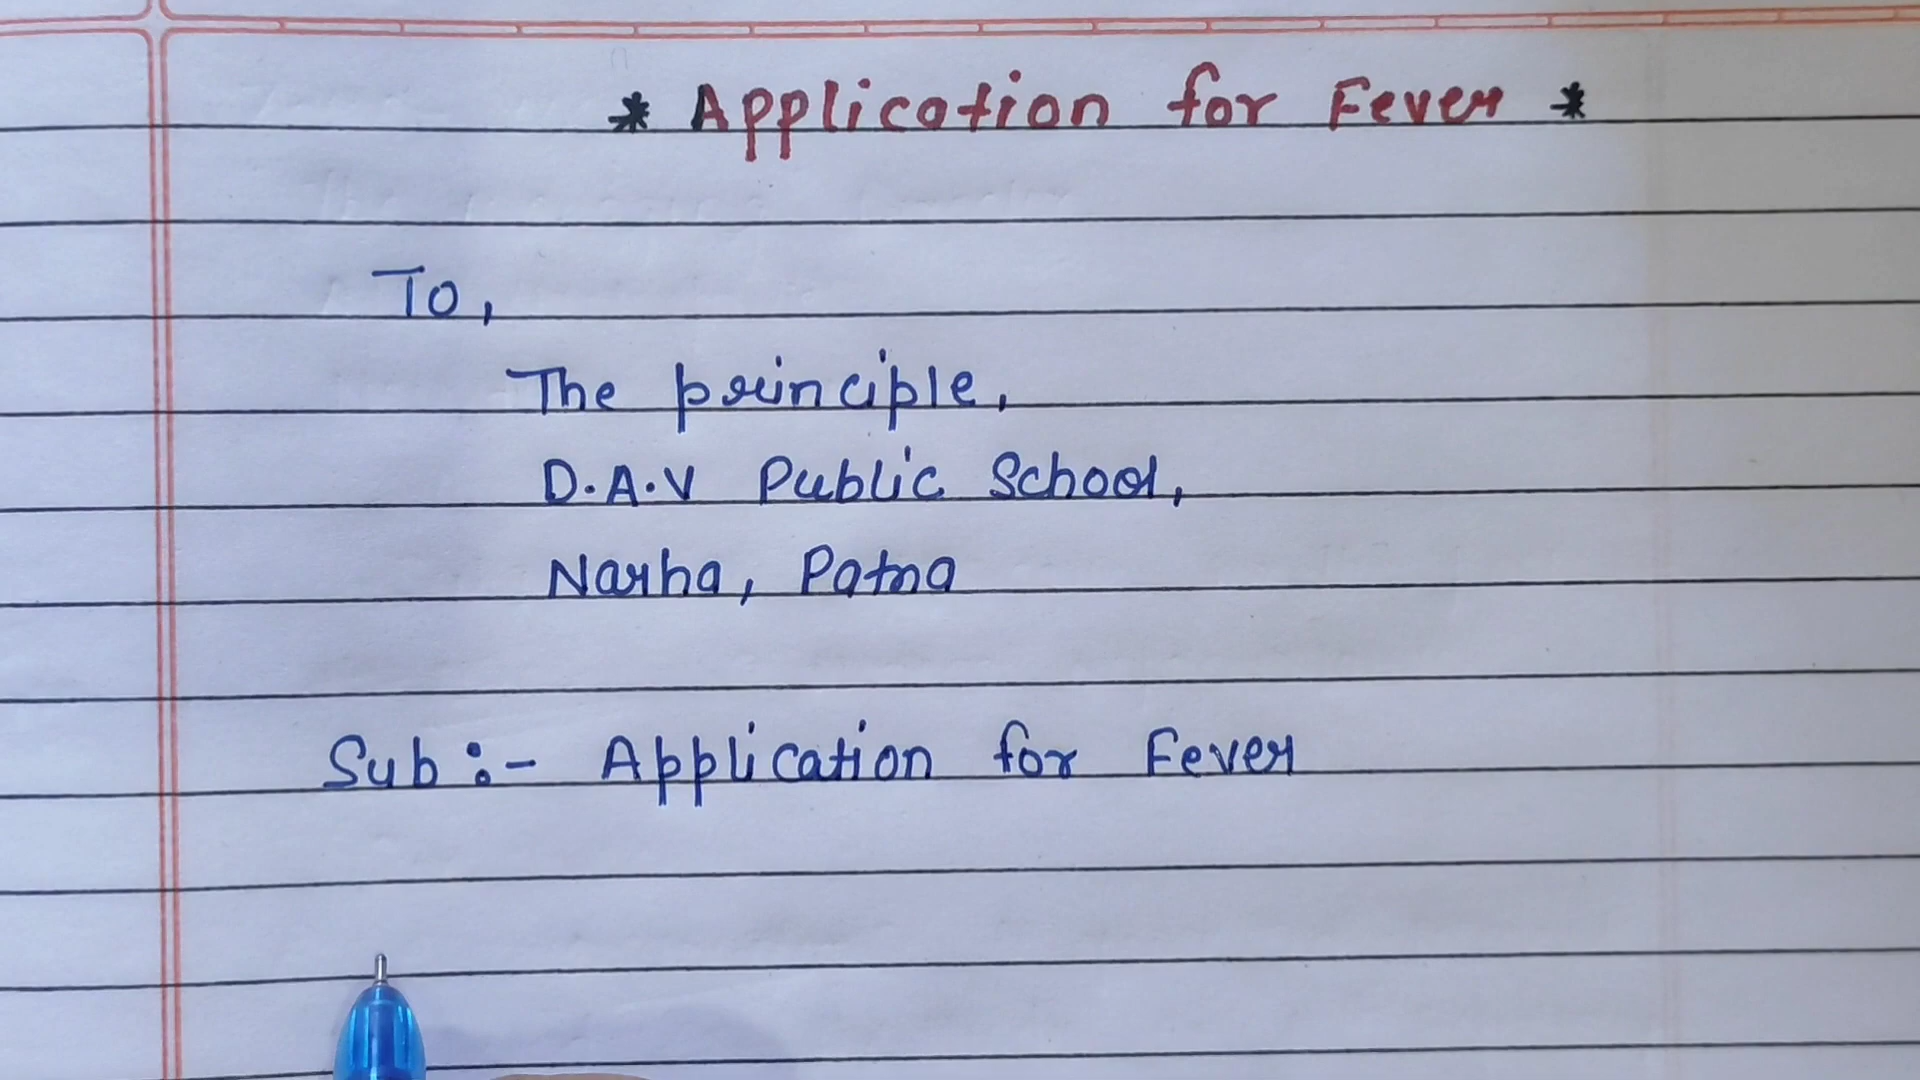 * Application for Fever *
To,
The principle,
D.A.V Public School,
Narha, Patna
Sub :- Application for Fever